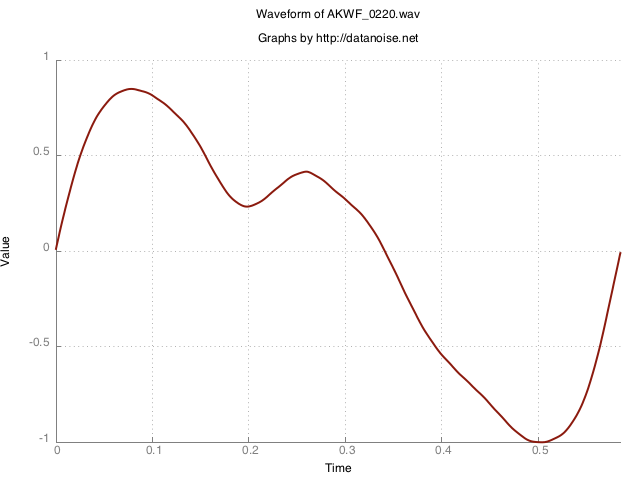 Waveform of AKWF_0220.wav
Graphs by http://datanoise.net
1
0.5
0
-0.5
-1
Value
0 0.1 0.2 0.3 0.4 0.5
Time